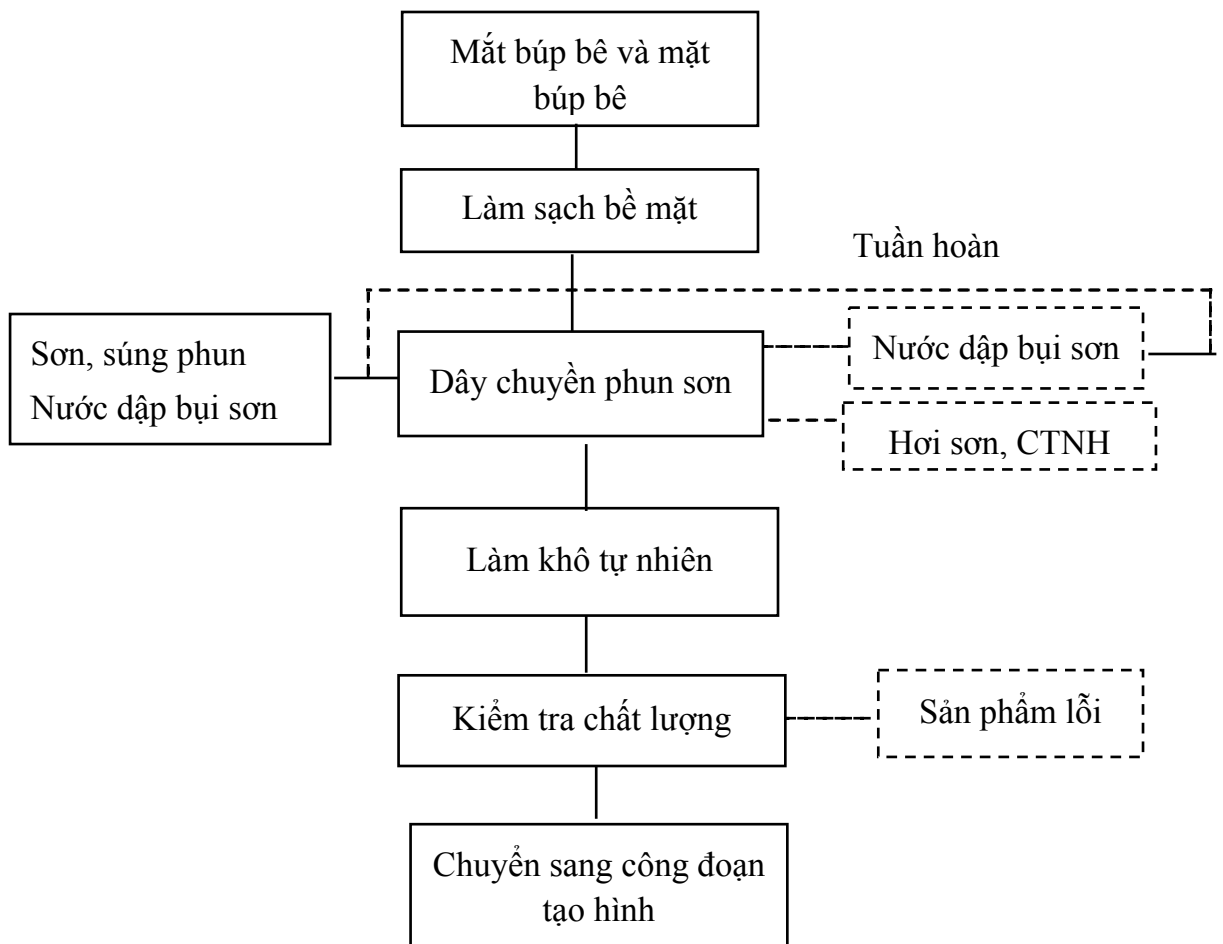 Mắt búp bê và mặt
búp bê
Làm sạch bề mặt
Tuần hoàn
Sơn, súng phun
Nước dập bụi sơn
Dây chuyền phun sơn
Nước dập bụi sơn
Hơi sơn, CTNH
Làm khô tự nhiên
Kiểm tra chất lượng
Sản phẩm lỗi
Chuyển sang công đoạn
tạo hình